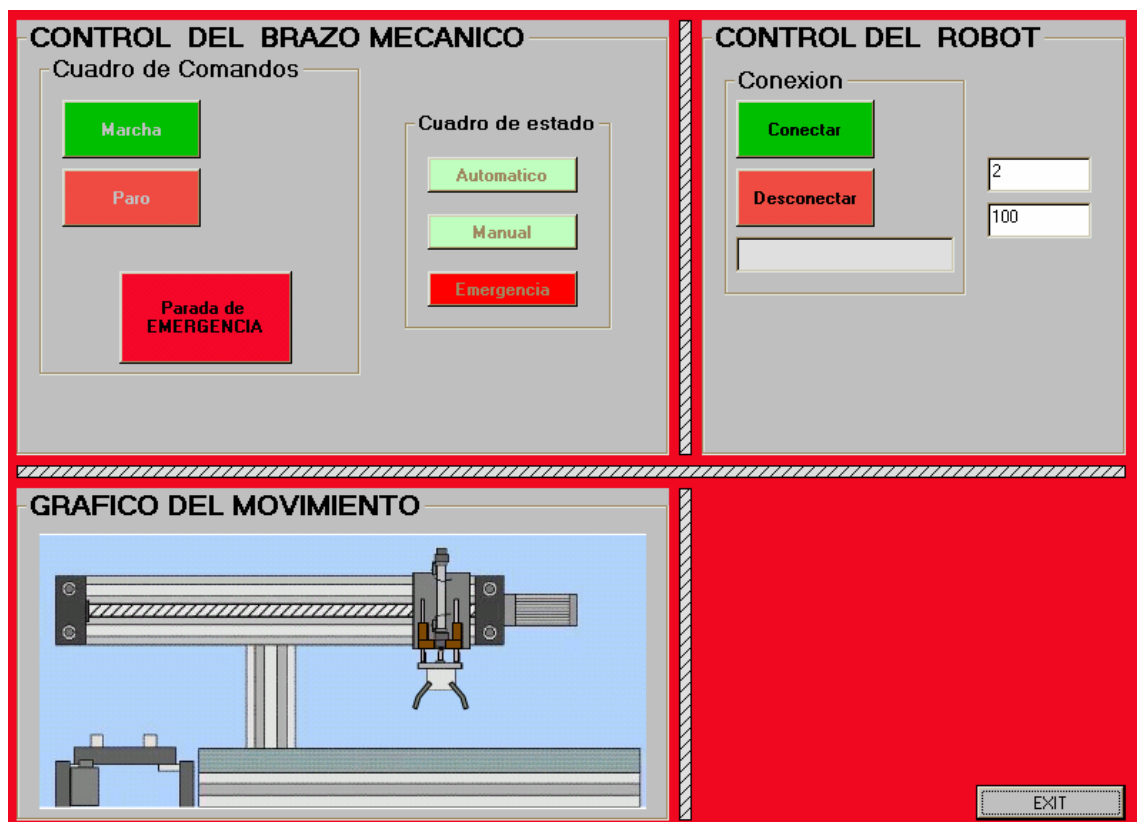 CONTROL DEL BRAZO MECANICO
Cuadro de Comandos
Marcha
Paro
Parada de
EMERGENCIA
Cuadro de estado
Automatico
Manual
Emergencia
CONTROL DEL ROBOT
Conexion
Conectar
Desconectar
2
100
GRAFICO DEL MOVIMIENTO
EXIT